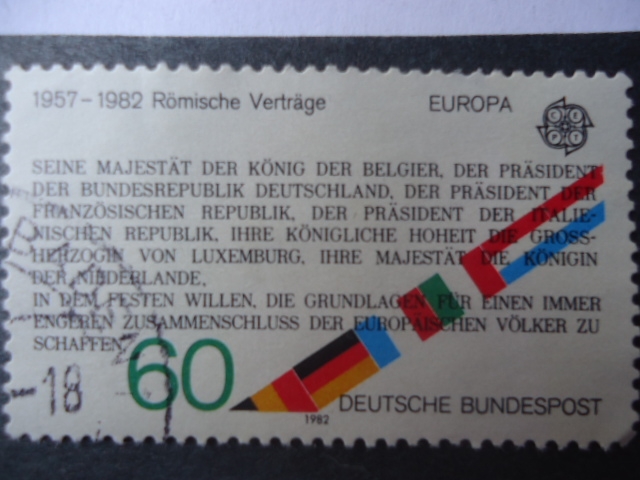 1957–1982 Römische Verträge EUROPA
CEPT
SEINE MAJESTÄT DER KÖNIG DER BELGIER, DER PRÄSIDENT
DER BUNDESREPUBLIK DEUTSCHLAND, DER PRÄSIDENT DER
FRANZÖSISCHEN REPUBLIK, DER PRÄSIDENT DER ITALIE-
NISCHEN REPUBLIK, IHRE KÖNIGLICHE HOHEIT DIE GROSS-
HERZOGIN VON LUXEMBURG, IHRE MAJESTÄT DIE KÖNIGIN
DER NIEDERLANDE,
IN DEM FESTEN WILLEN, DIE GRUNDLAGEN FÜR EINEN IMMER
ENGEREN ZUSAMMENSCHLUSS DER EUROPÄISCHEN VÖLKER ZU
SCHAFFEN
60
-18
1982
DEUTSCHE BUNDESPOST